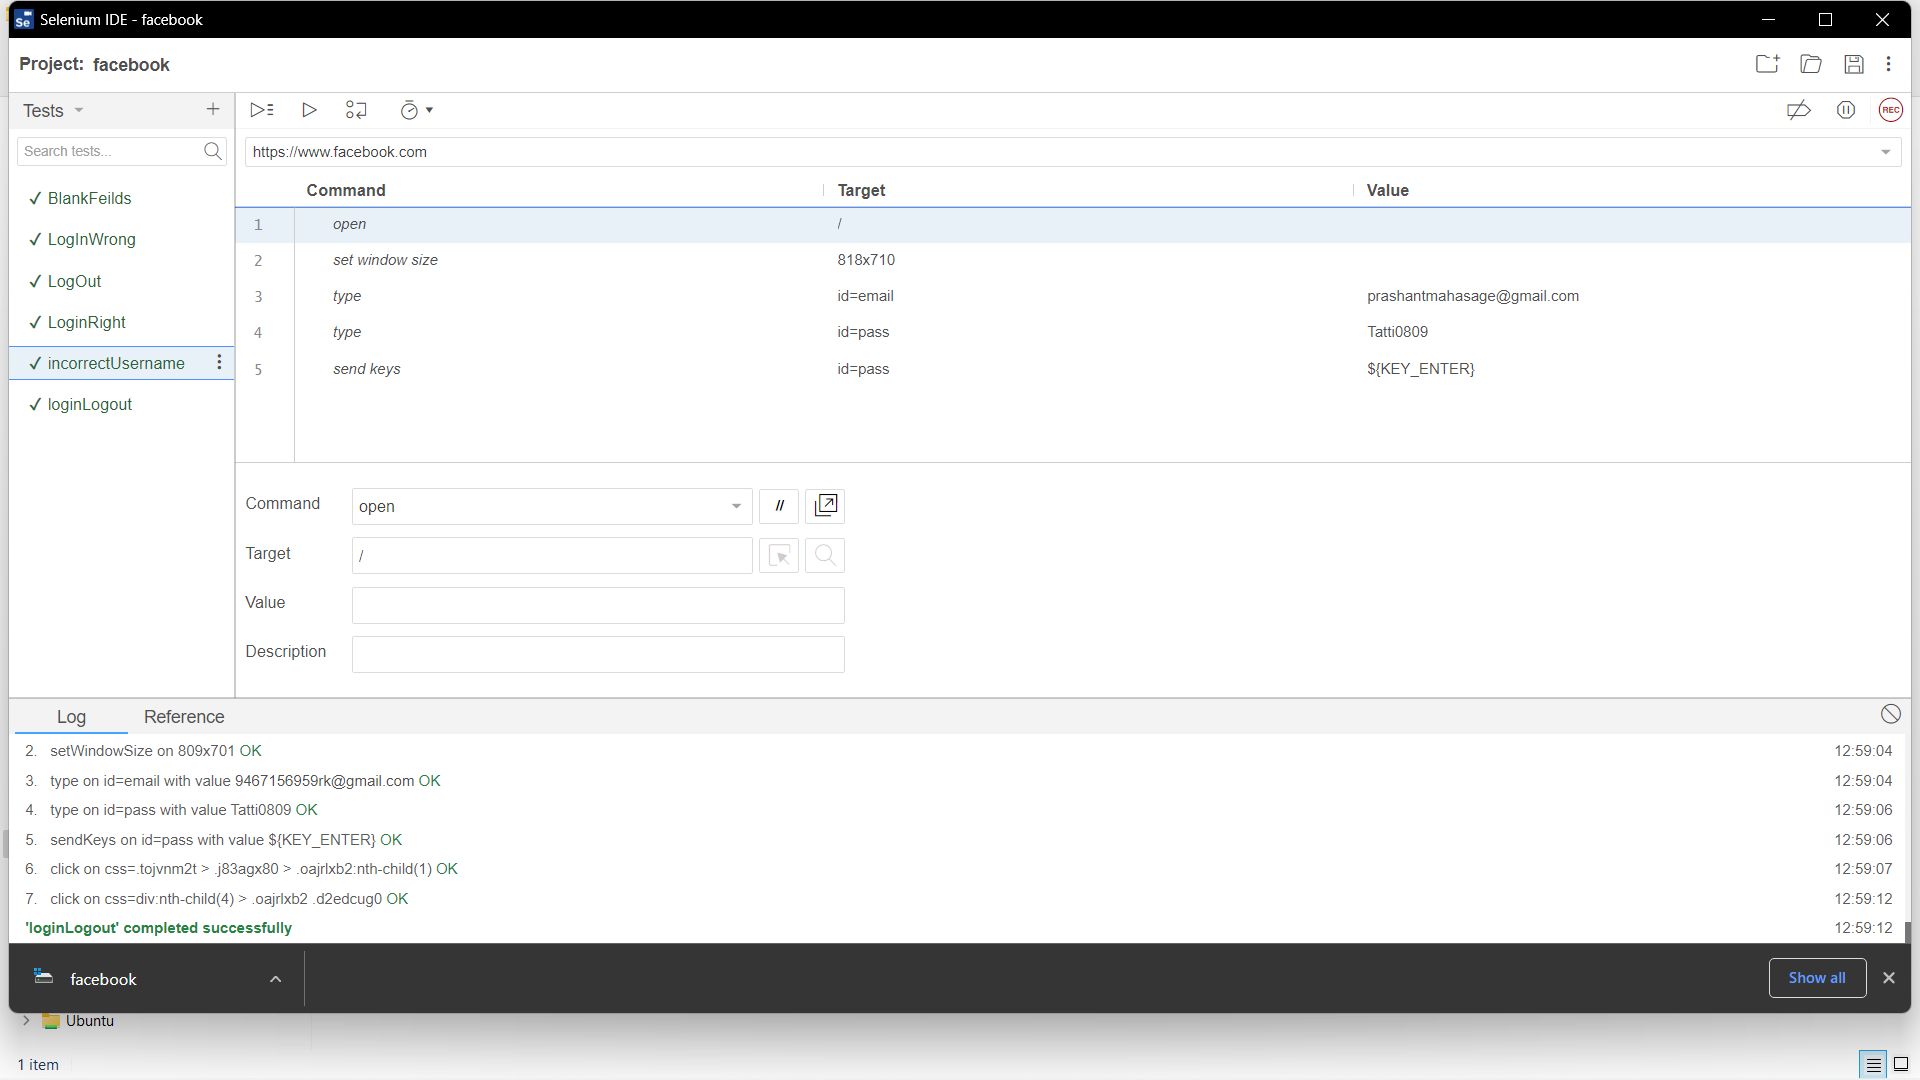 Selenium IDE - facebook
Project: facebook
Tests
Search tests...
✓ BlankFeilds
✓ LogInWrong
✓ LogOut
✓ LoginRight
✓ incorrectUsername
✓ loginLogout
REC
https://www.facebook.com
Command Target Value
1 open /
2 set window size 818x710
3 type id=email prashantmahasage@gmail.com
4 type id=pass Tatti0809
5 send keys id=pass ${KEY_ENTER}
Command open //
Target /
Value
Description
Log Reference
2. setWindowSize on 809x701 OK 12:59:04
3. type on id=email with value 9467156959rk@gmail.com OK 12:59:04
4. type on id=pass with value Tatti0809 OK 12:59:06
5. sendKeys on id=pass with value ${KEY_ENTER} OK 12:59:06
6. click on css=.tojvnm2t > .j83agx80 > .oajrlxb2:nth-child(1) OK 12:59:07
7. click on css=div:nth-child(4) > .oajrlxb2 .d2edcug0 OK 12:59:12
'loginLogout' completed successfully 12:59:12
facebook Show all
Ubuntu
1 item